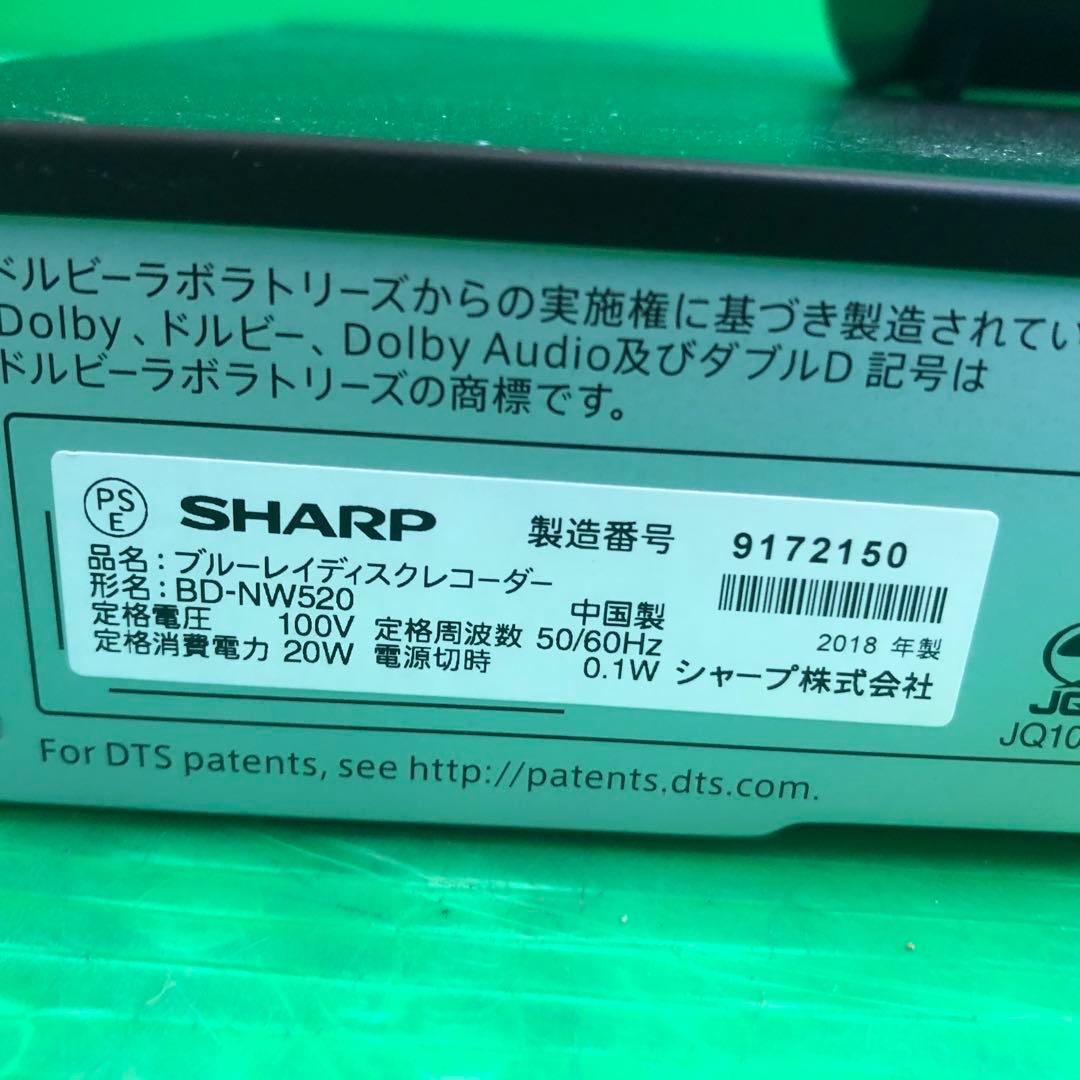 ドルビーラボラトリーズからの実施権に基づき製造されてい
Dolby、ドルビー、Dolby Audio及びダブルD 記号は
ドルビーラボラトリーズの商標です。
PSE SHARP 製造番号 9172150
品名:ブルーレイディスクレコーダー
形名:BD-NW520 中国製
定格電圧 100V 定格周波数 50/60Hz 2018 年製
定格消費電力 20W 電源切時 0.1W シャープ株式会社
JQ
JQ10
For DTS patents, see http://patents.dts.com.